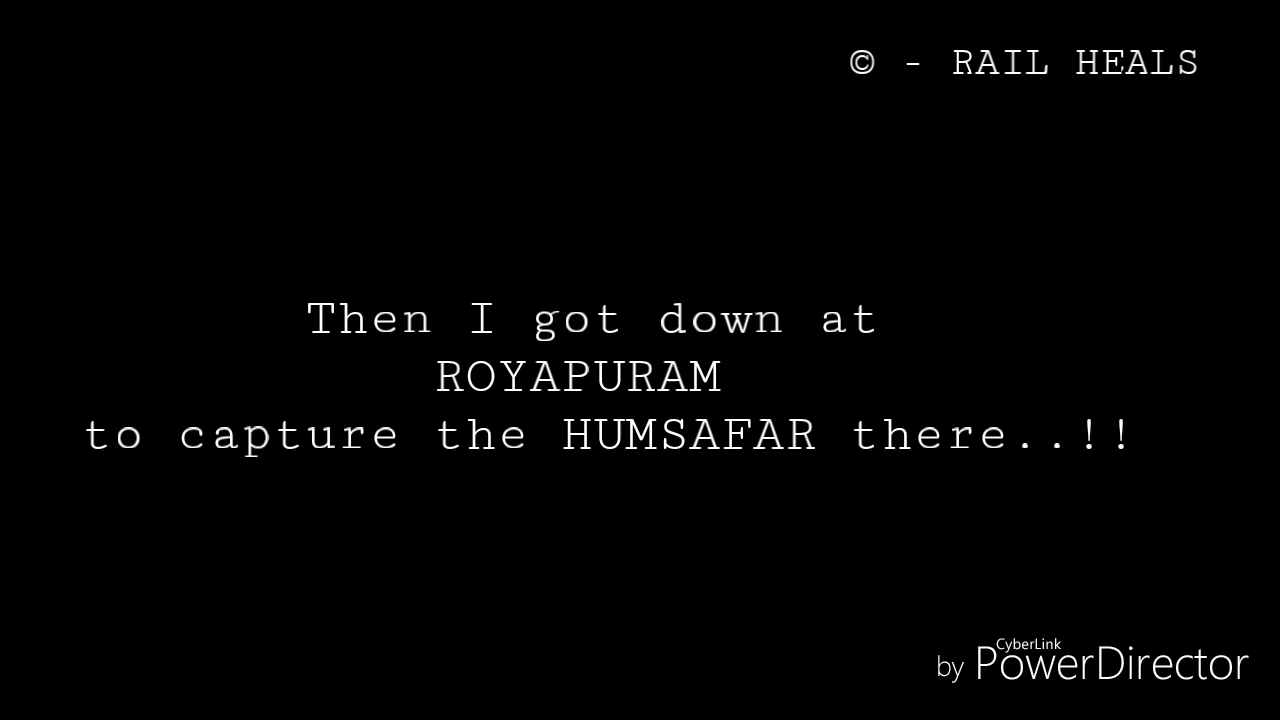 © - RAIL HEALS
Then I got down at
ROYAPURAM
to capture the HUMSAFAR there..!!
by CyberLink PowerDirector